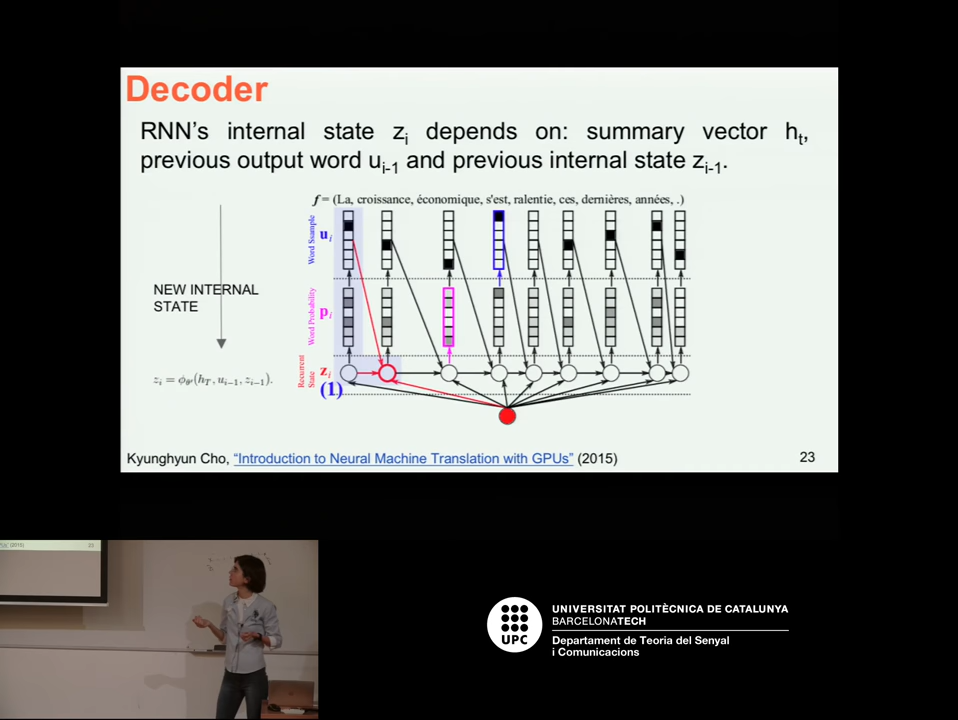 Decoder
RNN's internal state zi depends on: summary vector ht,
previous output word ui-1 and previous internal state zi-1.
f = (La, croissance, économique, s'est, ralentie, ces, dernières, années, .)
Word Ssample
ui
NEW INTERNAL
STATE
Word Probability
pi
Recurrent
State
zi
(1)
zi = ϕθ'(hT, ui−1, zi−1).
Kyunghyun Cho, "Introduction to Neural Machine Translation with GPUs" (2015)
23
(2015)
23
UPC
UNIVERSITAT POLITÈCNICA DE CATALUNYA
BARCELONATECH
Departament de Teoria del Senyal
i Comunicacions